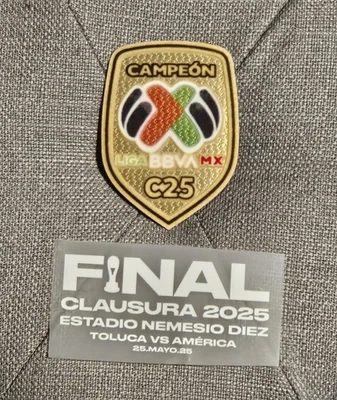 CAMPEÓN
LIGA BBVA MX
C25
FINAL
CLAUSURA 2025
ESTADIO NEMESIO DIEZ
TOLUCA VS AMÉRICA
25.MAYO.25